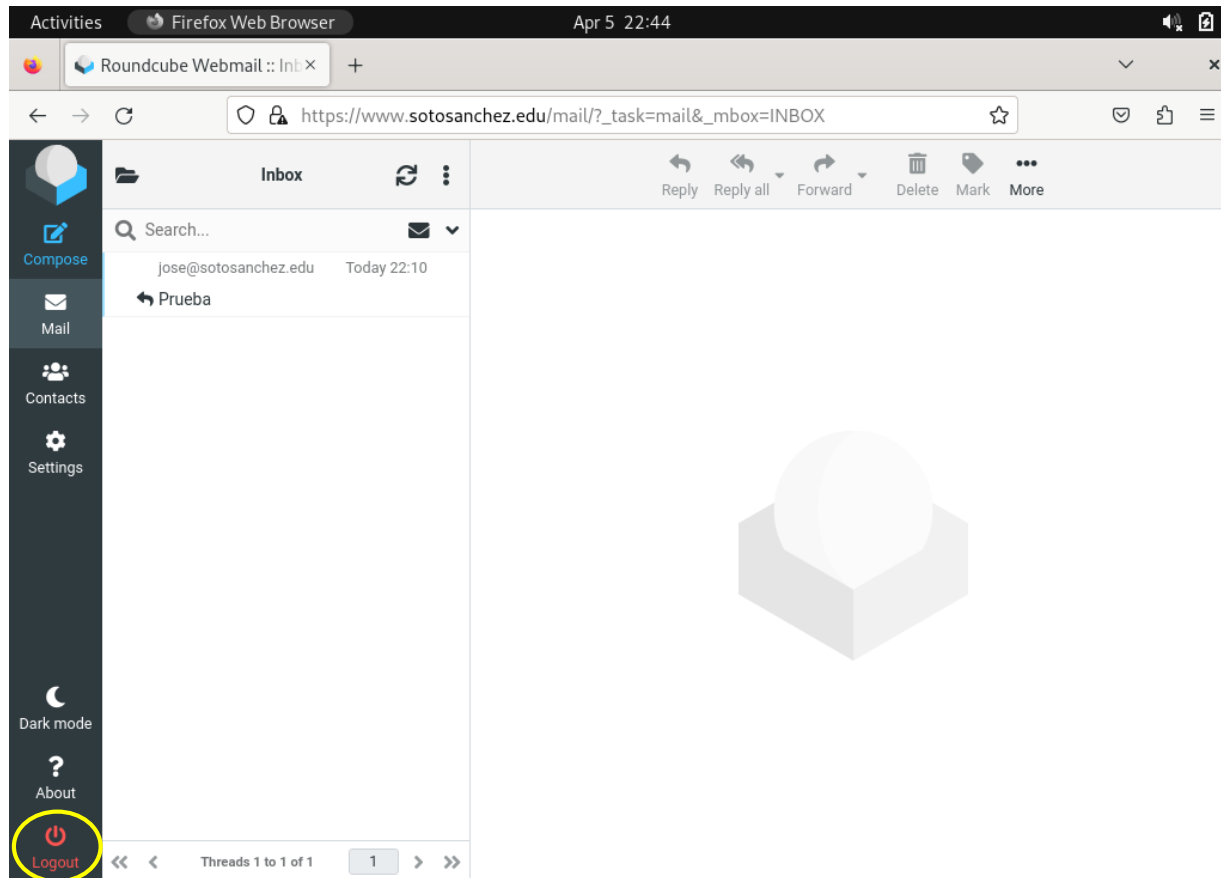 Activities Firefox Web Browser Apr 5 22:44
Roundcube Webmail :: Inb
https://www.sotosanchez.edu/mail/?_task=mail&_mbox=INBOX
Inbox
Reply Reply all Forward Delete Mark More
Search...
Compose
jose@sotosanchez.edu Today 22:10
Prueba
Mail
Contacts
Settings
Dark mode
About
Logout
Threads 1 to 1 of 1 1